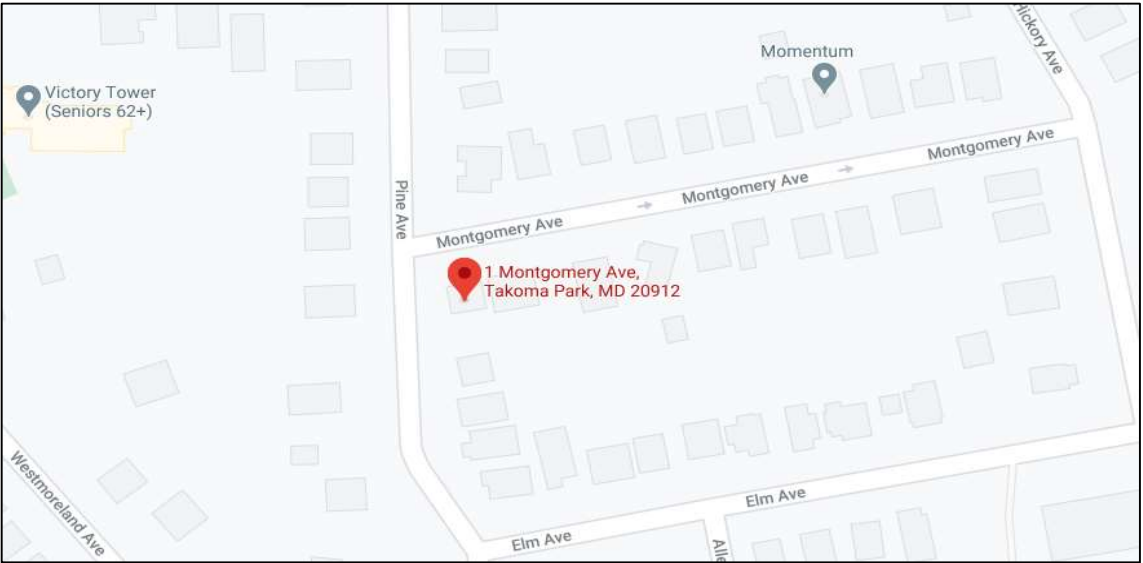 Hickory Ave
Momentum
Victory Tower
(Seniors 62+)
Montgomery Ave
Montgomery Ave
Pine Ave
Montgomery Ave
1 Montgomery Ave,
Takoma Park, MD 20912
Westmoreland Ave
Elm Ave
Elm Ave
Alle